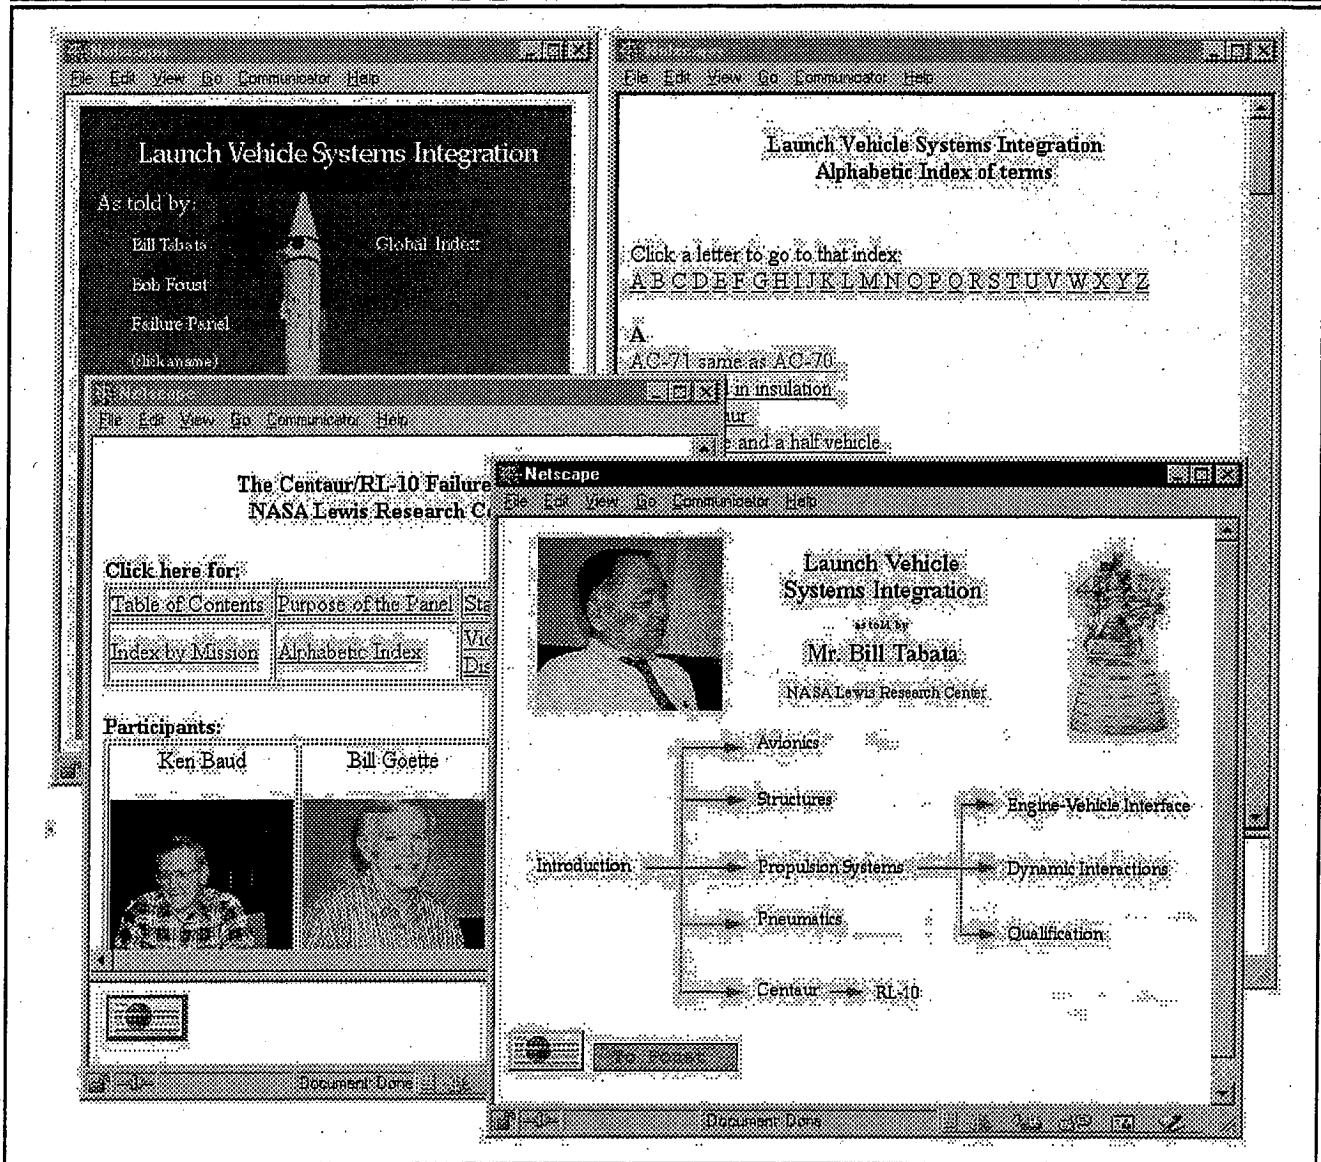 Netscape
File Edit View Go Communicator Help
Launch Vehicle Systems Integration
As told by:
Bill Tabata
Global Index
Bob Foust
Failure Panel
(click a name)
Netscape
File Edit View Go Communicator Help
Launch Vehicle Systems Integration
Alphabetic Index of terms
Click a letter to go to that index:
A B C D E F G H I J K L M N O P Q R S T U V W X Y Z
A
AC-71 same as AC-70
in insulation
and a half vehicle
Netscape
File Edit View Go Communicator Help
The Centaur/RL-10 Failure
NASA Lewis Research
Click here for:
Table of Contents Purpose of the Panel
Index by Mission Alphabetic Index
Participants:
Ken Baud Bill Goette
Document: Done
Netscape
File Edit View Go Communicator Help
Launch Vehicle
Systems Integration
as told by
Mr. Bill Tabata
NASA Lewis Research Center
Avionics
Structures
Engine-Vehicle Interface
Introduction
Propulsion Systems
Dynamic Interactions
Pneumatics
Qualification
Centaur
RL-10
To Foust
Document: Done